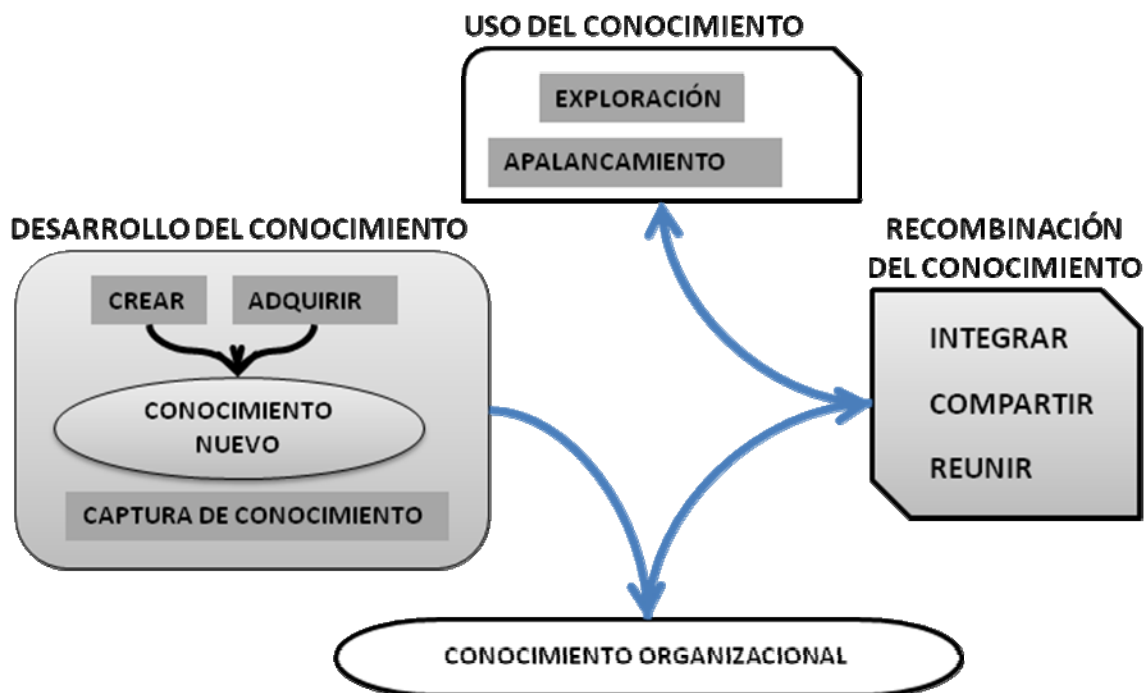 USO DEL CONOCIMIENTO
EXPLORACIÓN
APALANCAMIENTO
DESARROLLO DEL CONOCIMIENTO
CREAR
ADQUIRIR
CONOCIMIENTO
NUEVO
CAPTURA DE CONOCIMIENTO
RECOMBINACIÓN
DEL CONOCIMIENTO
INTEGRAR
COMPARTIR
REUNIR
CONOCIMIENTO ORGANIZACIONAL